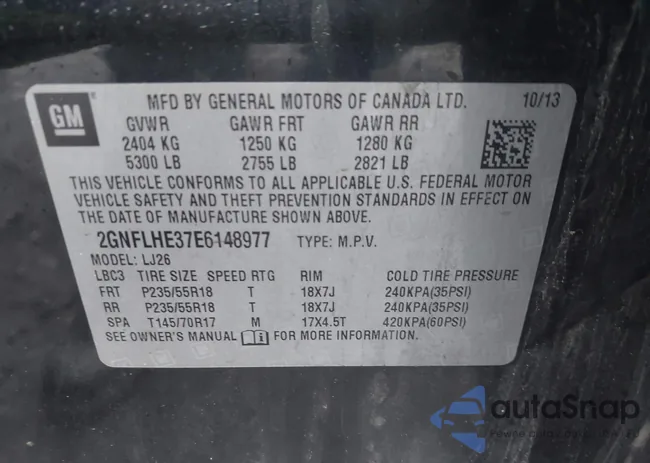 GM
MFD BY GENERAL MOTORS OF CANADA LTD. 10/13
GVWR GAWR FRT GAWR RR
2404 KG 1250 KG 1280 KG
5300 LB 2755 LB 2821 LB
THIS VEHICLE CONFORMS TO ALL APPLICABLE U.S. FEDERAL MOTOR
VEHICLE SAFETY AND THEFT PREVENTION STANDARDS IN EFFECT ON
THE DATE OF MANUFACTURE SHOWN ABOVE.
2GNFLHE37E6148977 TYPE: M.P.V.
MODEL: LJ26
LBC3 TIRE SIZE SPEED RTG RIM COLD TIRE PRESSURE
FRT P235/55R18 T 18X7J 240KPA(35PSI)
RR P235/55R18 T 18X7J 240KPA(35PSI)
SPA T145/70R17 M 17X4.5T 420KPA(60PSI)
SEE OWNER'S MANUAL FOR MORE INFORMATION.
autaSnap